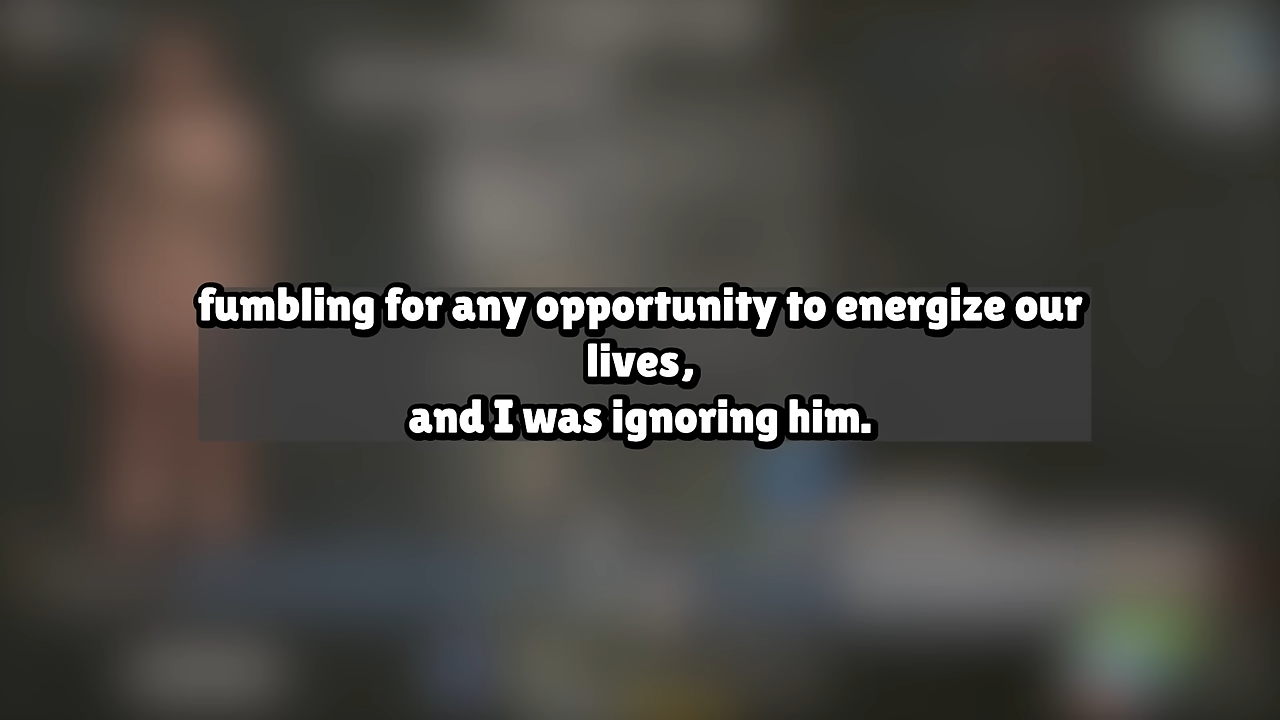 fumbling for any opportunity to energize our
lives,
and I was ignoring him.